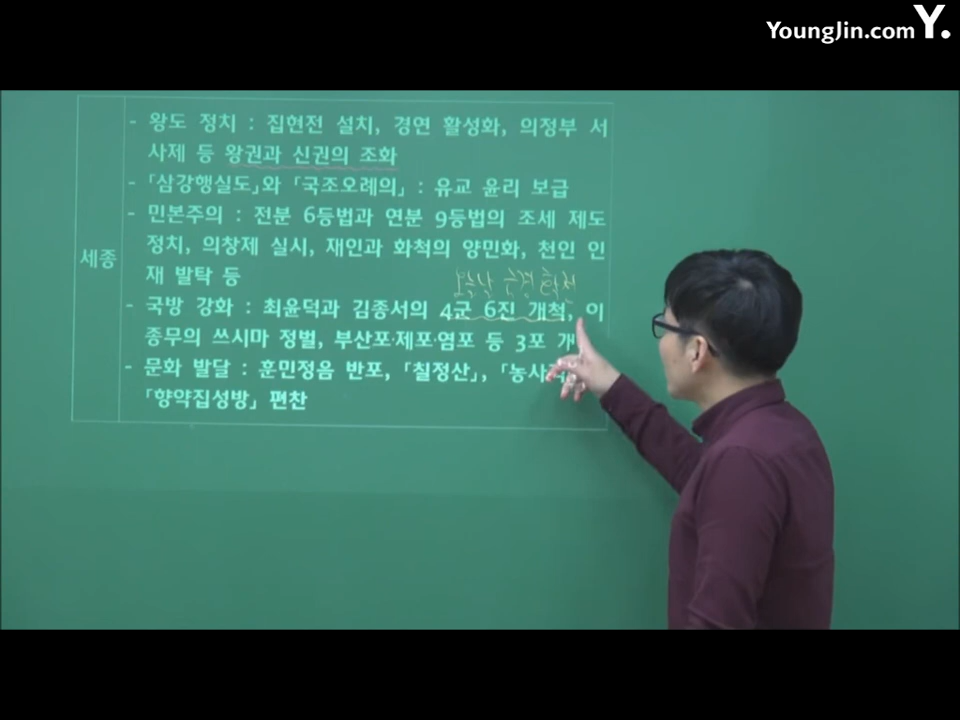 YoungJin.com Y.
- 왕도 정치 : 집현전 설치, 경연 활성화, 의정부 서
사제 등 왕권과 신권의 조화
- 「삼강행실도」와 「국조오례의」 : 유교 윤리 보급
- 민본주의 : 전분 6등법과 연분 9등법의 조세 제도
정치, 의창제 실시, 재인과 화척의 양민화, 천인 인
세종
재 발탁 등
오늘날 국경 확정
- 국방 강화 : 최윤덕과 김종서의 4군 6진 개척, 이
종무의 쓰시마 정벌, 부산포·제포·염포 등 3포 개
- 문화 발달 : 훈민정음 반포, 「칠정산」, 「농사
「향약집성방」 편찬